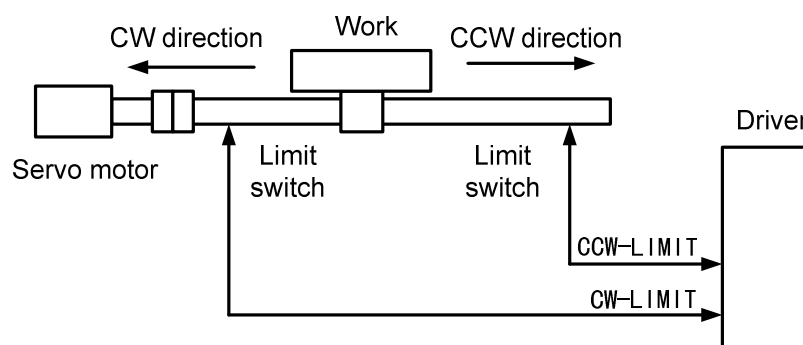 CW direction
Work
CCW direction
Servo motor
Limit
switch
Limit
switch
Driver
CCW-LIMIT
CW-LIMIT